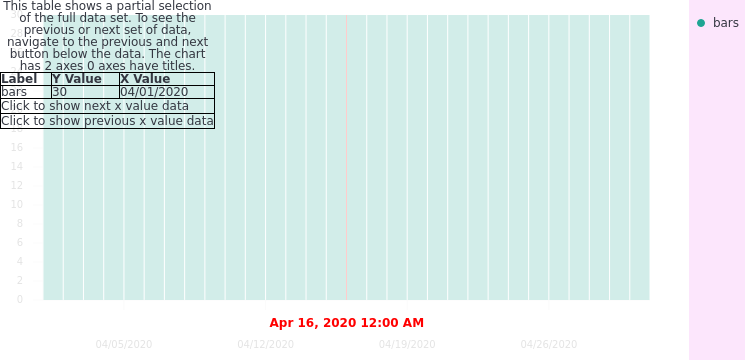 This table shows a partial selection
of the full data set. To see the
previous or next set of data,
navigate to the previous and next
button below the data. The chart
has 2 axes 0 axes have titles.
Label Y Value X Value
bars 30 04/01/2020
Click to show next x value data
Click to show previous x value data
bars
16
14
12
10
8
6
4
2
0
Apr 16, 2020 12:00 AM
04/05/2020 04/12/2020 04/19/2020 04/26/2020